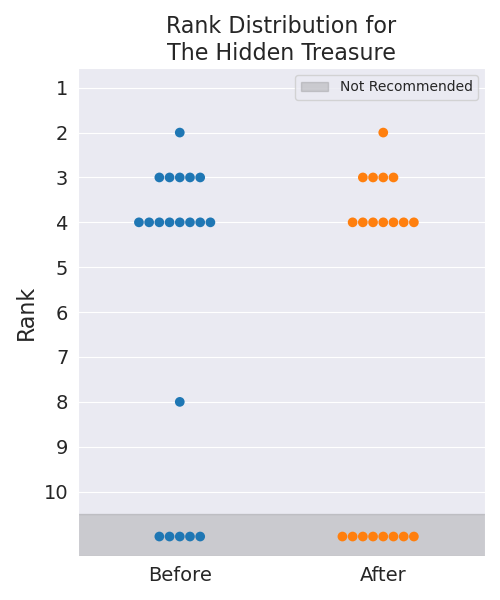 Rank Distribution for
The Hidden Treasure
Not Recommended
1
2
3
4
5
6
7
8
9
10
Rank
Before
After